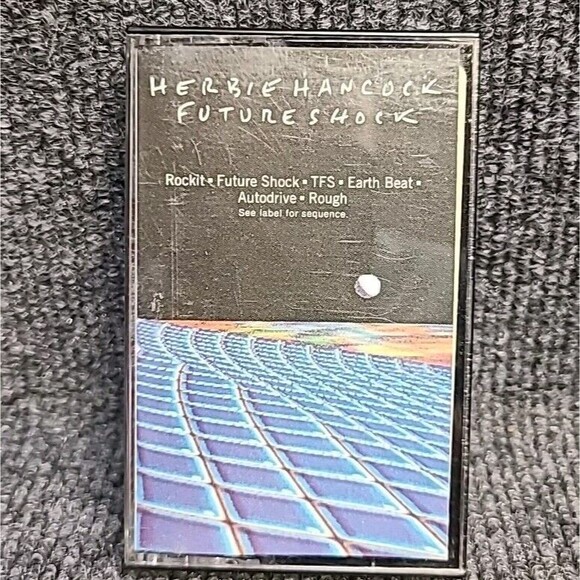 HERBIE HANCOCK
FUTURE SHOCK
Rockit ▪ Future Shock ▪ TFS ▪ Earth Beat ▪
Autodrive ▪ Rough
See label for sequence.